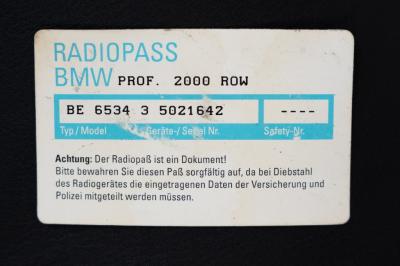 RADIOPASS
BMW PROF. 2000 ROW
BE 6534 3 5021642 ----
Typ / Model Geräte-/ Seriel Nr. Safety-Nr.
Achtung: Der Radiopaß ist ein Dokument!
Bitte bewahren Sie diesen Paß sorgfältig auf, da bei Diebstahl
des Radiogerätes die eingetragenen Daten der Versicherung und
Polizei mitgeteilt werden müssen.